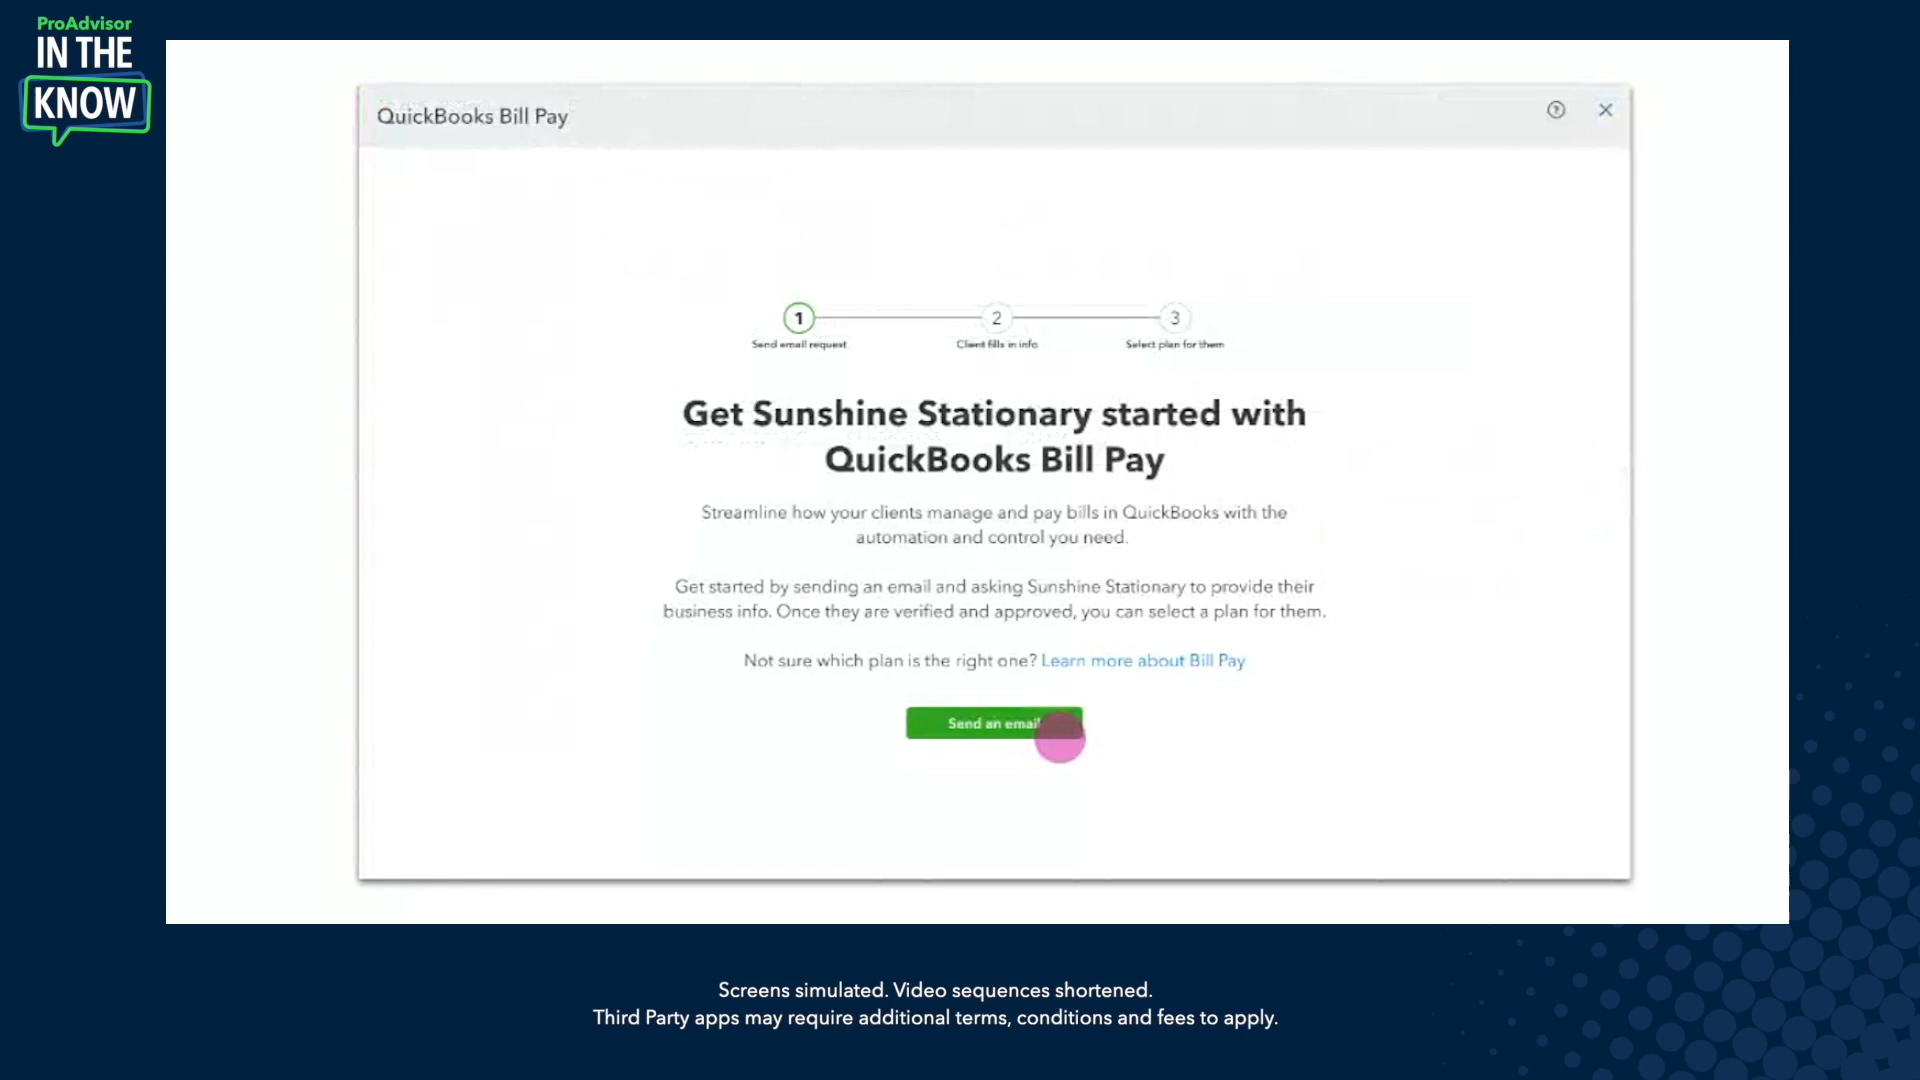 ProAdvisor
IN THE
KNOW
QuickBooks Bill Pay
1
2
3
Send email request
Client fills in info
Select plan for them
Get Sunshine Stationary started with
QuickBooks Bill Pay
Streamline how your clients manage and pay bills in QuickBooks with the
automation and control you need.
Get started by sending an email and asking Sunshine Stationary to provide their
business info. Once they are verified and approved, you can select a plan for them.
Not sure which plan is the right one? Learn more about Bill Pay
Send an email
Screens simulated. Video sequences shortened.
Third Party apps may require additional terms, conditions and fees to apply.